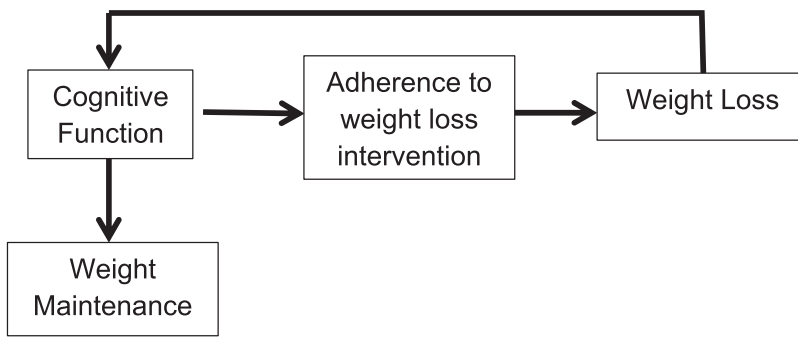 Cognitive
Function
Adherence to
weight loss
intervention
Weight Loss
Weight
Maintenance